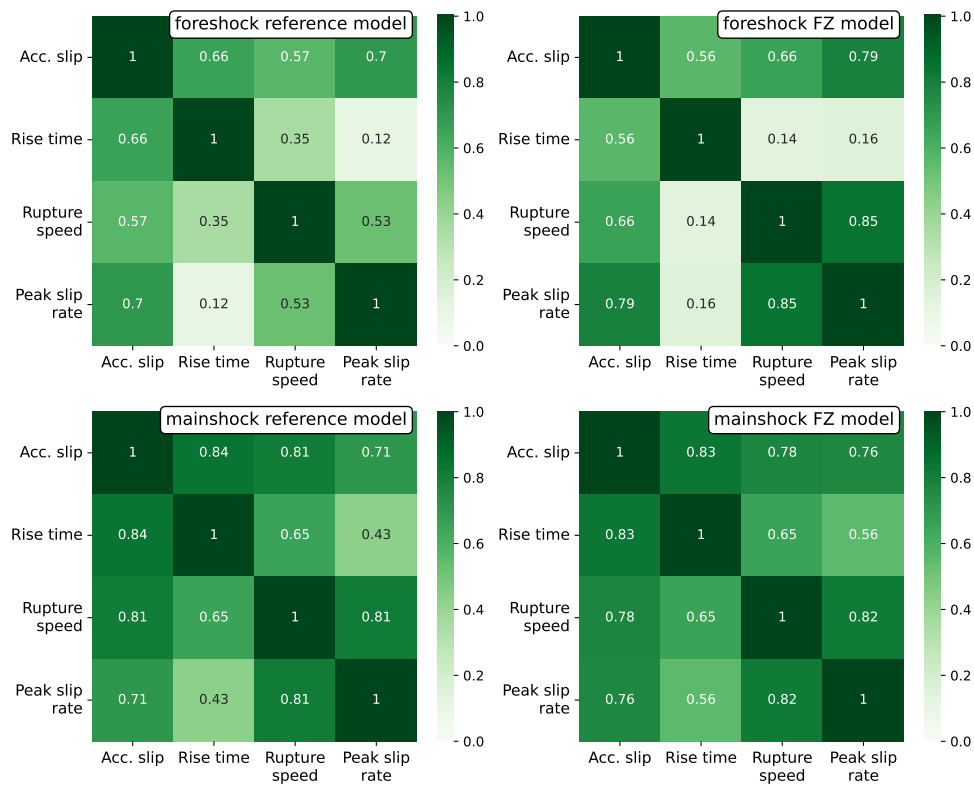 foreshock reference model
Acc. slip
1
0.66
0.57
0.7
Rise time
0.66
1
0.35
0.12
Rupture
speed
0.57
0.35
1
0.53
Peak slip
rate
0.7
0.12
0.53
1
Acc. slip
Rise time
Rupture
speed
Peak slip
rate
1.0
0.8
0.6
0.4
0.2
0.0
foreshock FZ model
Acc. slip
1
0.56
0.66
0.79
Rise time
0.56
1
0.14
0.16
Rupture
speed
0.66
0.14
1
0.85
Peak slip
rate
0.79
0.16
0.85
1
Acc. slip
Rise time
Rupture
speed
Peak slip
rate
1.0
0.8
0.6
0.4
0.2
0.0
mainshock reference model
Acc. slip
1
0.84
0.81
0.71
Rise time
0.84
1
0.65
0.43
Rupture
speed
0.81
0.65
1
0.81
Peak slip
rate
0.71
0.43
0.81
1
Acc. slip
Rise time
Rupture
speed
Peak slip
rate
1.0
0.8
0.6
0.4
0.2
0.0
mainshock FZ model
Acc. slip
1
0.83
0.78
0.76
Rise time
0.83
1
0.65
0.56
Rupture
speed
0.78
0.65
1
0.82
Peak slip
rate
0.76
0.56
0.82
1
Acc. slip
Rise time
Rupture
speed
Peak slip
rate
1.0
0.8
0.6
0.4
0.2
0.0